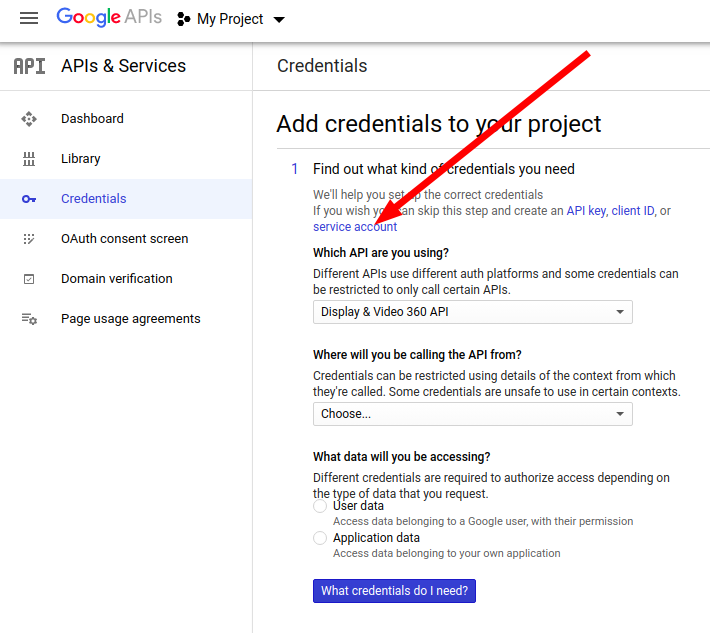 Google APIs My Project
API APIs & Services
Credentials
Dashboard
Library
Credentials
OAuth consent screen
Domain verification
Page usage agreements
Add credentials to your project
1 Find out what kind of credentials you need
We'll help you set up the correct credentials
If you wish you can skip this step and create an API key, client ID, or
service account
Which API are you using?
Different APIs use different auth platforms and some credentials can
be restricted to only call certain APIs.
Display & Video 360 API
Where will you be calling the API from?
Credentials can be restricted using details of the context from which
they're called. Some credentials are unsafe to use in certain contexts.
Choose...
What data will you be accessing?
Different credentials are required to authorize access depending on
the type of data that you request.
User data
Access data belonging to a Google user, with their permission
Application data
Access data belonging to your own application
What credentials do I need?